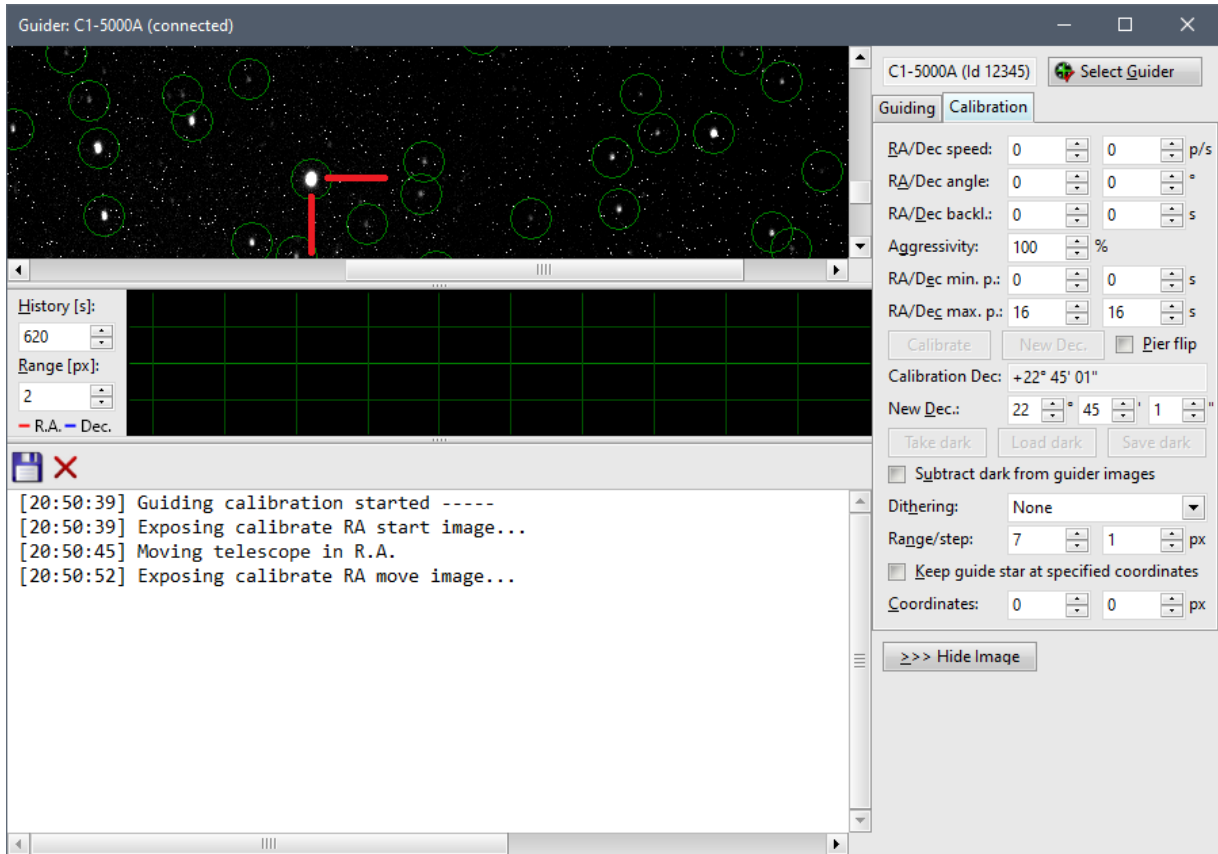 Guider: C1-5000A (connected)
C1-5000A (Id 12345) Select Guider
Guiding Calibration
RA/Dec speed: 0 0 p/s
RA/Dec angle: 0 0 °
RA/Dec backl.: 0 0 s
Aggressivity: 100 %
RA/Dec min. p.: 0 0 s
RA/Dec max. p.: 16 16 s
Calibrate New Dec. Pier flip
Calibration Dec: +22° 45' 01"
New Dec.: 22 ° 45 ' 1 "
Take dark Load dark Save dark
Subtract dark from guider images
Dithering: None
Range/step: 7 1 px
Keep guide star at specified coordinates
Coordinates: 0 0 px
>>> Hide Image
History [s]:
620
Range [px]:
2
R.A. Dec.
[20:50:39] Guiding calibration started -----
[20:50:39] Exposing calibrate RA start image...
[20:50:45] Moving telescope in R.A.
[20:50:52] Exposing calibrate RA move image...